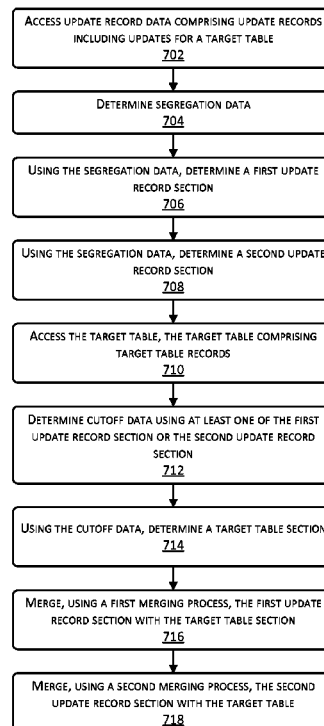 ACCESS UPDATE RECORD DATA COMPRISING UPDATE RECORDS
INCLUDING UPDATES FOR A TARGET TABLE
702
DETERMINE SEGREGATION DATA
704
USING THE SEGREGATION DATA, DETERMINE A FIRST UPDATE
RECORD SECTION
706
USING THE SEGREGATION DATA, DETERMINE A SECOND UPDATE
RECORD SECTION
708
ACCESS THE TARGET TABLE, THE TARGET TABLE COMPRISING
TARGET TABLE RECORDS
710
DETERMINE CUTOFF DATA USING AT LEAST ONE OF THE FIRST
UPDATE RECORD SECTION OR THE SECOND UPDATE RECORD
SECTION
712
USING THE CUTOFF DATA, DETERMINE A TARGET TABLE SECTION
714
MERGE, USING A FIRST MERGING PROCESS, THE FIRST UPDATE
RECORD SECTION WITH THE TARGET TABLE SECTION
716
MERGE, USING A SECOND MERGING PROCESS, THE SECOND
UPDATE RECORD SECTION WITH THE TARGET TABLE
718